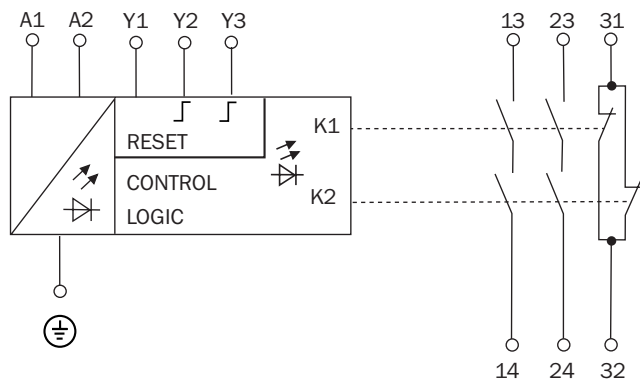 A1 A2 Y1 Y2 Y3 13 23 31
RESET
K1
CONTROL
LOGIC
K2
14 24 32